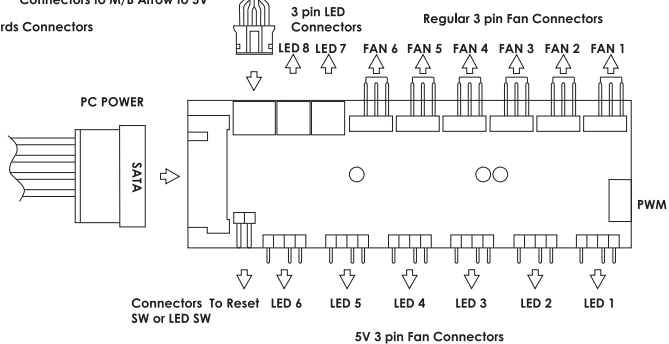 Connectors to M/B Arrow to 5V
rds Connectors
3 pin LED
Connectors
Regular 3 pin Fan Connectors
LED 8 LED 7 FAN 6 FAN 5 FAN 4 FAN 3 FAN 2 FAN 1
PC POWER
SATA
PWM
Connectors To Reset
SW or LED SW
LED 6 LED 5 LED 4 LED 3 LED 2 LED 1
5V 3 pin Fan Connectors